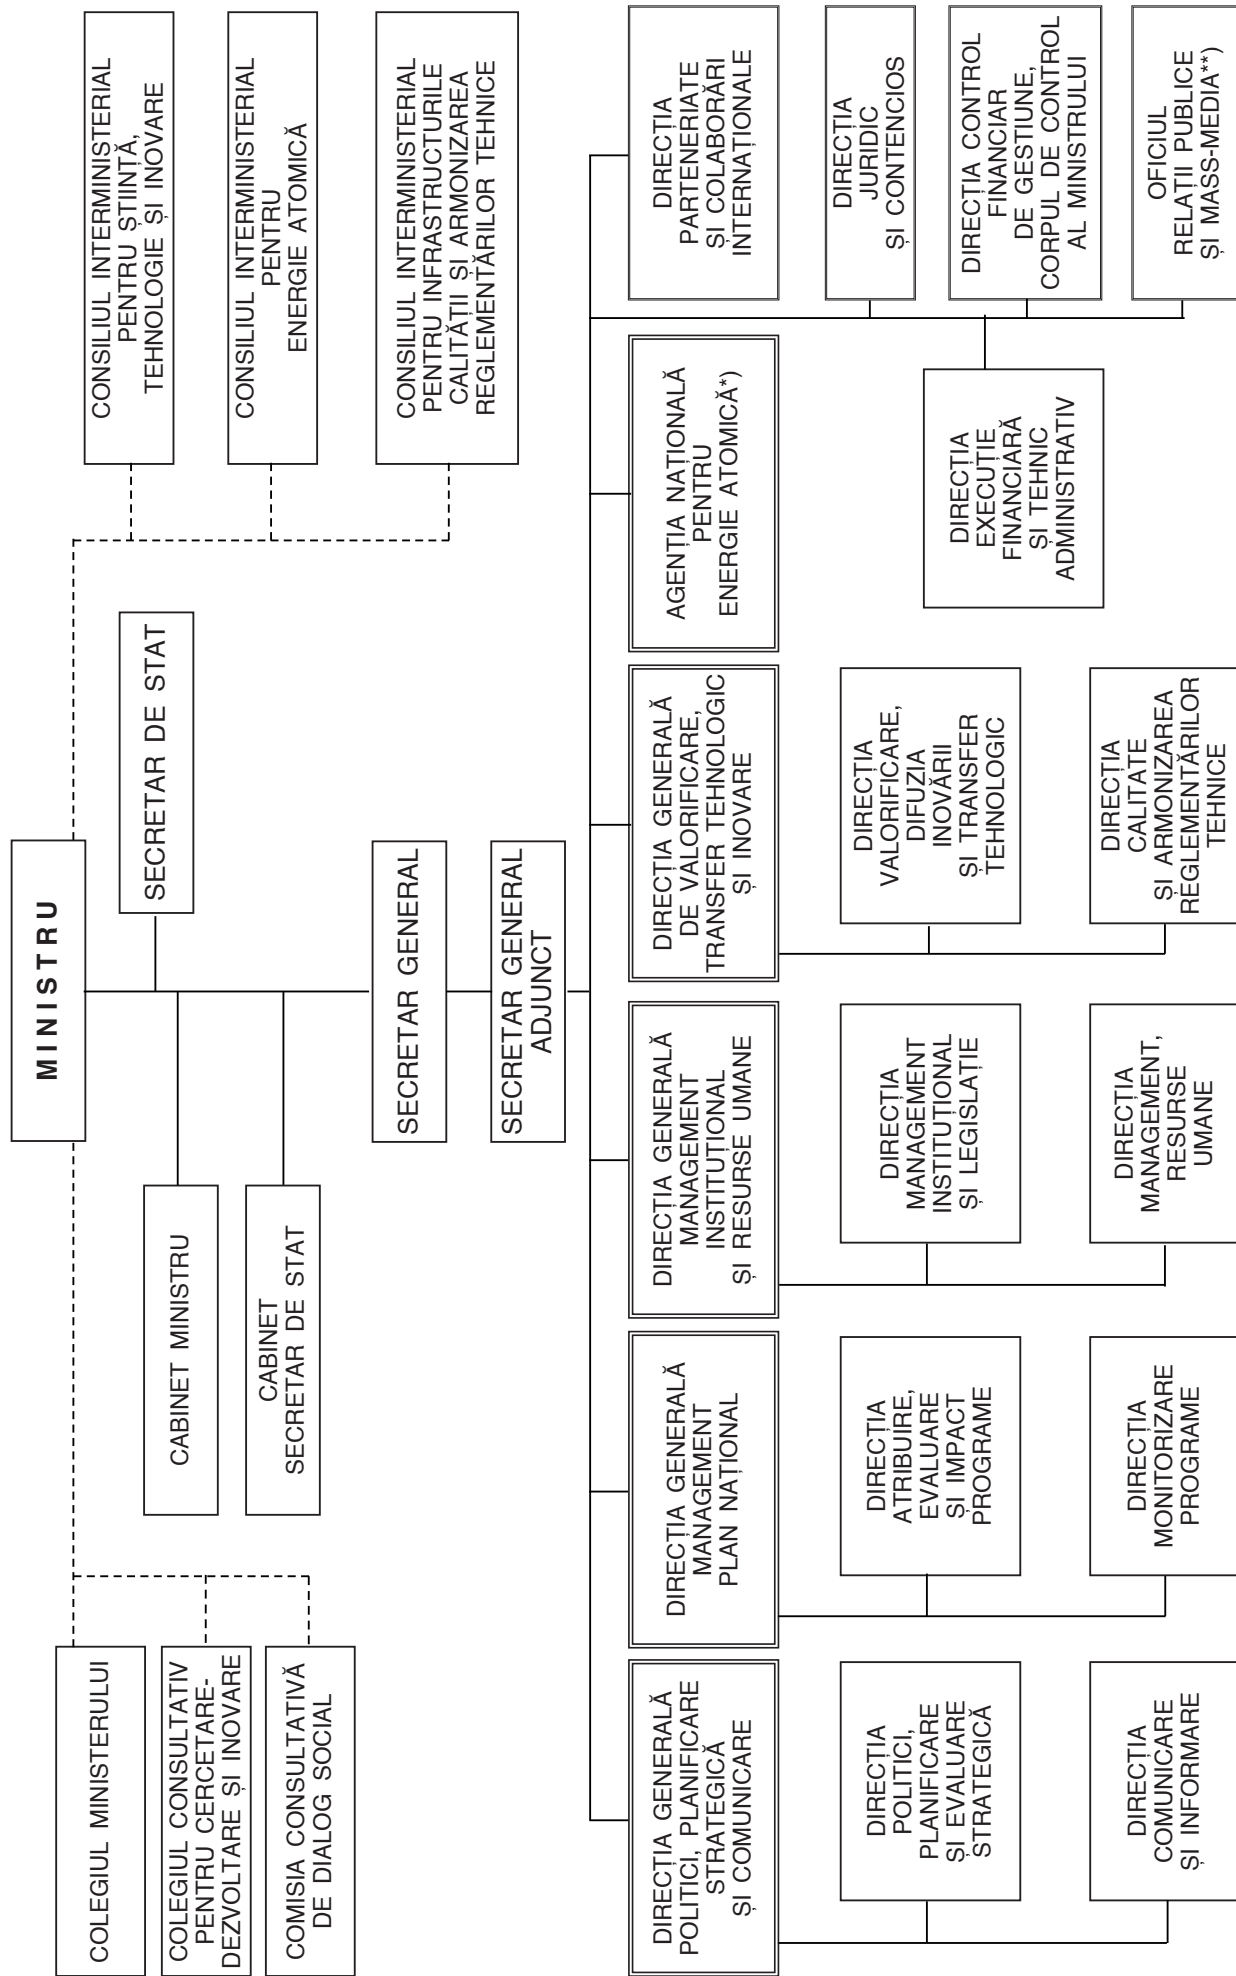 MINISTRU
COLEGIUL MINISTERULUI
COLEGIUL CONSULTATIV
PENTRU CERCETARE-
DEZVOLTARE ȘI INOVARE
COMISIA CONSULTATIVĂ
DE DIALOG SOCIAL
CABINET MINISTRU
CABINET
SECRETAR DE STAT
SECRETAR DE STAT
CONSILIUL INTERMINISTERIAL
PENTRU ȘTIINȚĂ,
TEHNOLOGIE ȘI INOVARE
CONSILIUL INTERMINISTERIAL
PENTRU
ENERGIE ATOMICĂ
CONSILIUL INTERMINISTERIAL
PENTRU INFRASTRUCTURILE
CALITĂȚII ȘI ARMONIZAREA
REGLEMENTĂRILOR TEHNICE
SECRETAR GENERAL
SECRETAR GENERAL
ADJUNCT
DIRECȚIA GENERALĂ
POLITICI, PLANIFICARE
STRATEGICĂ
ȘI COMUNICARE
DIRECȚIA GENERALĂ
MANAGEMENT
PLAN NAȚIONAL
DIRECȚIA GENERALĂ
MANAGEMENT
INSTITUȚIONAL
ȘI RESURSE UMANE
DIRECȚIA GENERALĂ
DE VALORIFICARE,
TRANSFER TEHNOLOGIC
ȘI INOVARE
AGENȚIA NAȚIONALĂ
PENTRU
ENERGIE ATOMICĂ*)
DIRECȚIA
PARTENERIATE
ȘI COLABORĂRI
INTERNAȚIONALE
DIRECȚIA
POLITICI,
PLANIFICARE
ȘI EVALUARE
STRATEGICĂ
DIRECȚIA
ATRIBUIRE,
EVALUARE
ȘI IMPACT
PROGRAME
DIRECȚIA
MANAGEMENT
INSTITUȚIONAL
ȘI LEGISLAȚIE
DIRECȚIA
VALORIFICARE,
DIFUZIA
INOVĂRII
ȘI TRANSFER
TEHNOLOGIC
DIRECȚIA
EXECUȚIE
FINANCIARĂ
ȘI TEHNIC
ADMINISTRATIV
DIRECȚIA
JURIDIC
ȘI CONTENCIOS
DIRECȚIA CONTROL
FINANCIAR
DE GESTIUNE,
CORPUL DE CONTROL
AL MINISTRULUI
OFICIUL
RELAȚII PUBLICE
ȘI MASS-MEDIA**)
DIRECȚIA
COMUNICARE
ȘI INFORMARE
DIRECȚIA
MONITORIZARE
PROGRAME
DIRECȚIA
MANAGEMENT,
RESURSE
UMANE
DIRECȚIA
CALITATE
ȘI ARMONIZAREA
REGLEMENTĂRILOR
TEHNICE